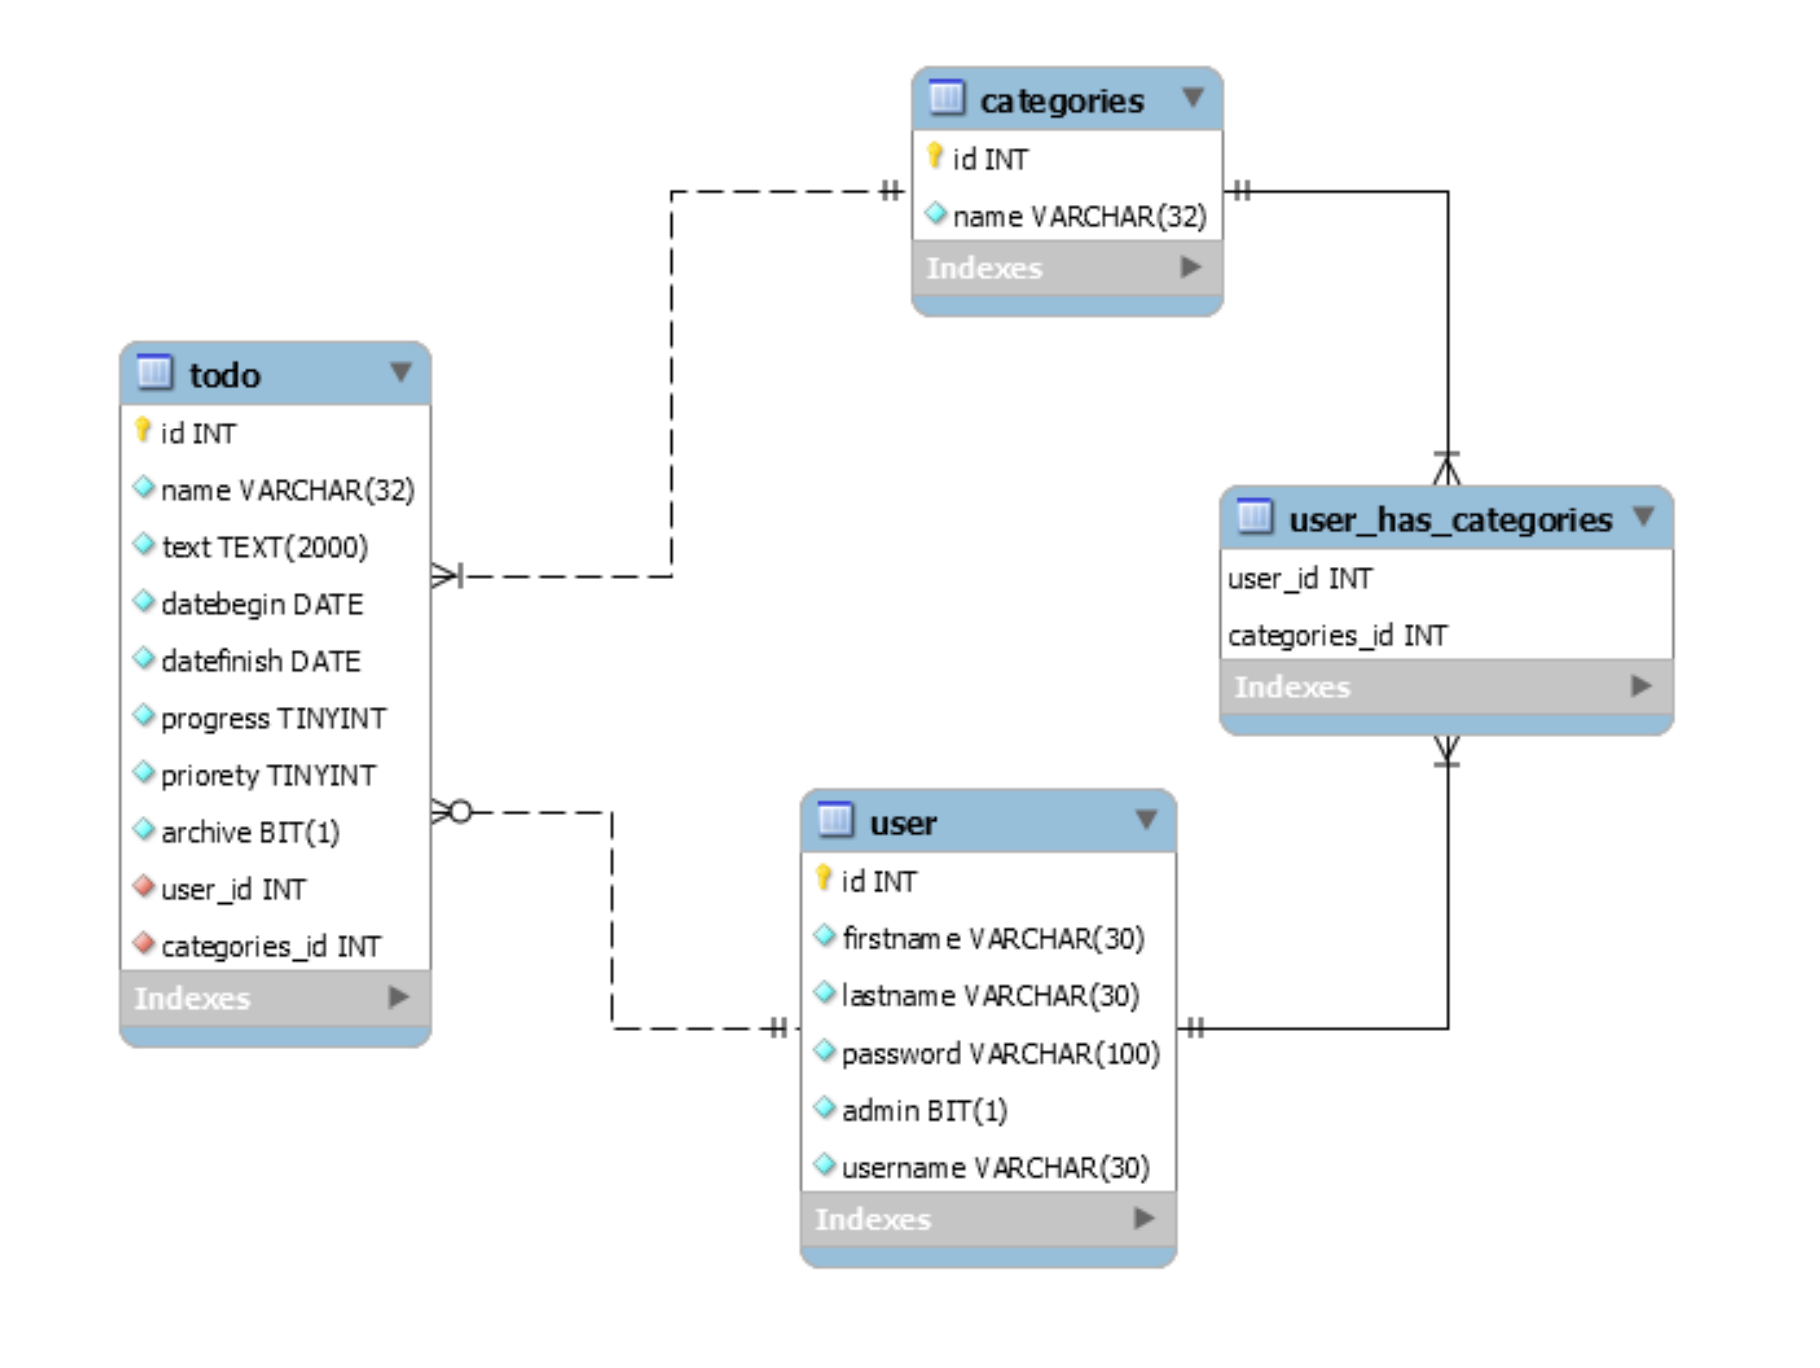 categories
id INT
name VARCHAR(32)
Indexes
todo
id INT
name VARCHAR(32)
text TEXT(2000)
datebegin DATE
datefinish DATE
progress TINYINT
priorety TINYINT
archive BIT(1)
user_id INT
categories_id INT
Indexes
user_has_categories
user_id INT
categories_id INT
Indexes
user
id INT
firstname VARCHAR(30)
lastname VARCHAR(30)
password VARCHAR(100)
admin BIT(1)
username VARCHAR(30)
Indexes